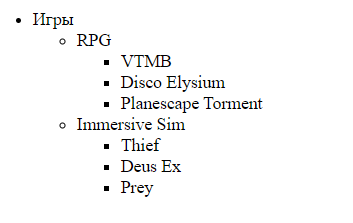 Игры
RPG
VTMB
Disco Elysium
Planescape Torment
Immersive Sim
Thief
Deus Ex
Prey